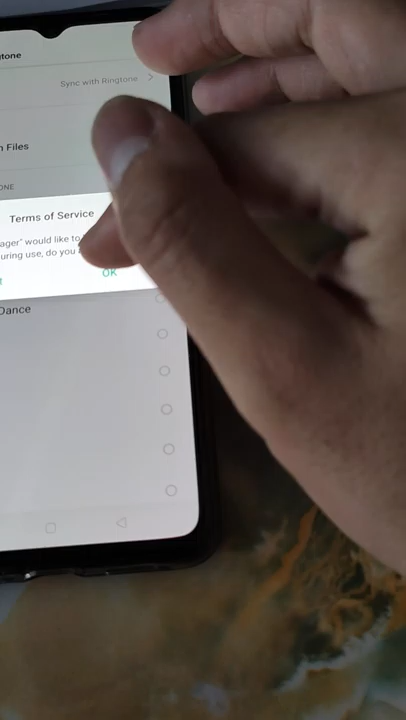 tone
Sync with Ringtone
n Files
ONE
Terms of Service
ager" would like to
uring use, do you
OK
Dance